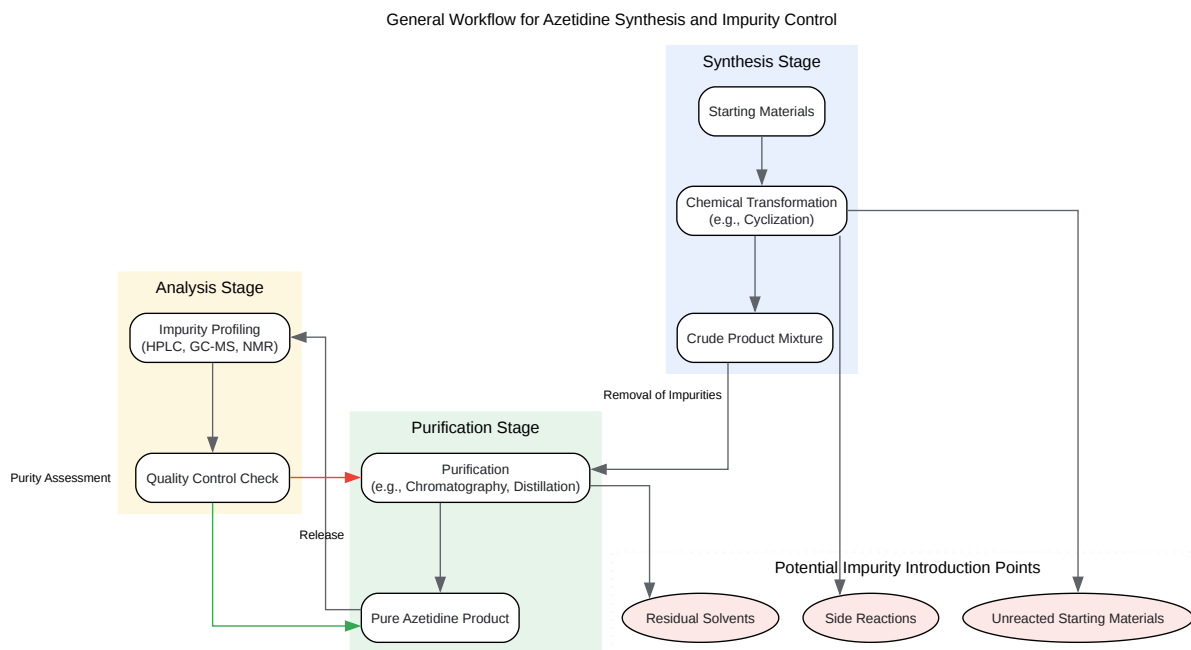 General Workflow for Azetidine Synthesis and Impurity Control
Synthesis Stage
Starting Materials
Chemical Transformation
(e.g., Cyclization)
Crude Product Mixture
Analysis Stage
Impurity Profiling
(HPLC, GC-MS, NMR)
Quality Control Check
Purity Assessment
Removal of Impurities
Purification Stage
Purification
(e.g., Chromatography, Distillation)
Release
Pure Azetidine Product
Potential Impurity Introduction Points
Residual Solvents
Side Reactions
Unreacted Starting Materials